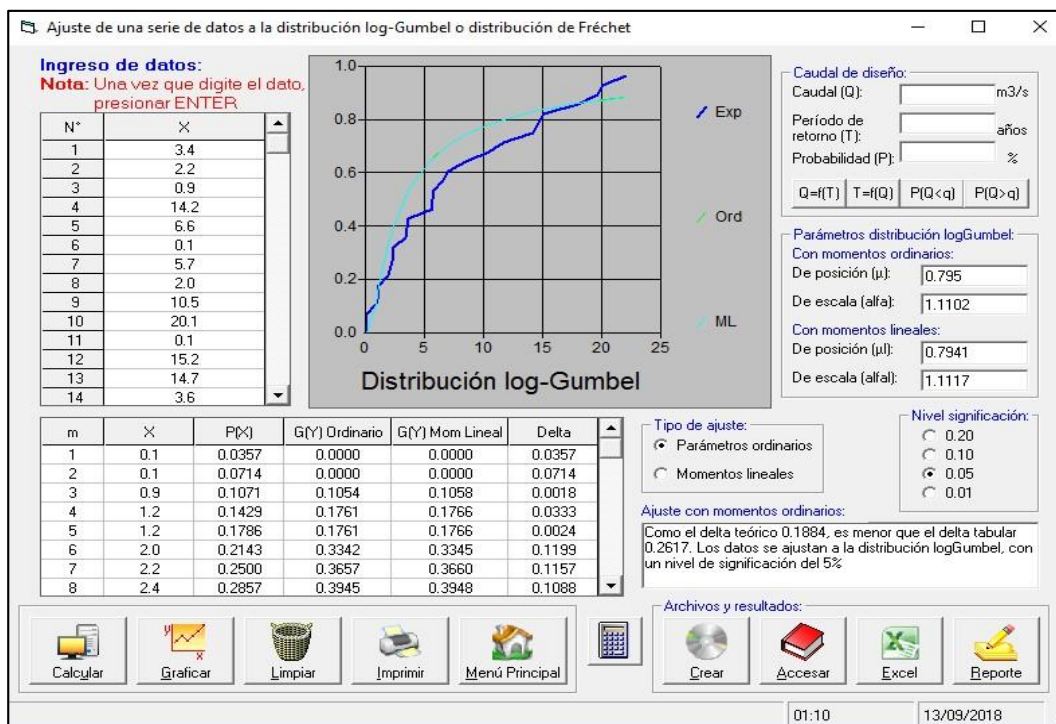 Ajuste de una serie de datos a la distribución log-Gumbel o distribución de Fréchet
Ingreso de datos:
Nota: Una vez que digite el dato,
presionar ENTER
N° X
1 3.4
2 2.2
3 0.9
4 14.2
5 6.6
6 0.1
7 5.7
8 2.0
9 10.5
10 20.1
11 0.1
12 15.2
13 14.7
14 3.6
1.0
0.8
0.6
0.4
0.2
0.0
0 5 10 15 20 25
Distribución log-Gumbel
Exp
Ord
ML
Caudal de diseño:
Caudal (Q): m3/s
Período de
retorno (T): años
Probabilidad (P): %
Q=f(T) T=f(Q) P(Q<q) P(Q>q)
Parámetros distribución logGumbel:
Con momentos ordinarios:
De posición (µ): 0.795
De escala (alfa): 1.1102
Con momentos lineales:
De posición (µl): 0.7941
De escala (alfal): 1.1117
m X P(X) G(Y) Ordinario G(Y) Mom Lineal Delta
1 0.1 0.0357 0.0000 0.0000 0.0357
2 0.1 0.0714 0.0000 0.0000 0.0714
3 0.9 0.1071 0.1054 0.1058 0.0018
4 1.2 0.1429 0.1761 0.1766 0.0333
5 1.2 0.1786 0.1761 0.1766 0.0024
6 2.0 0.2143 0.3342 0.3345 0.1199
7 2.2 0.2500 0.3657 0.3660 0.1157
8 2.4 0.2857 0.3945 0.3948 0.1088
Tipo de ajuste:
Parámetros ordinarios
Momentos lineales
Nivel significación:
0.20
0.10
0.05
0.01
Ajuste con momentos ordinarios:
Como el delta teórico 0.1884, es menor que el delta tabular
0.2617. Los datos se ajustan a la distribución logGumbel, con
un nivel de significación del 5%
Calcular Graficar Limpiar Imprimir Menú Principal
Archivos y resultados:
Crear Accesar Excel Reporte
01:10 13/09/2018